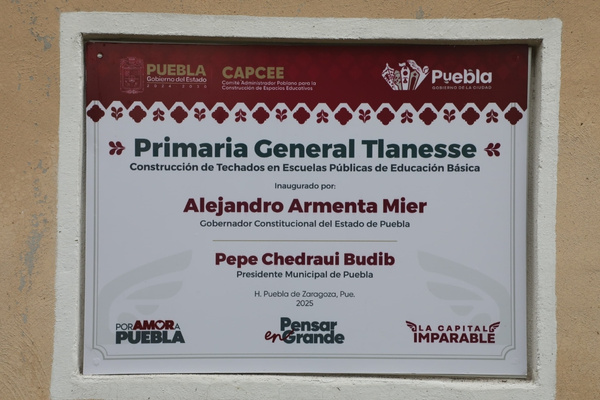 PUEBLA
Gobierno del Estado
2024 - 2030
CAPCEE
Comité Administrador Poblano para la
Construcción de Espacios Educativos
Puebla
GOBIERNO DE LA CIUDAD
Primaria General Tlanesse
Construcción de Techados en Escuelas Públicas de Educación Básica
Inaugurado por:
Alejandro Armenta Mier
Gobernador Constitucional del Estado de Puebla
Pepe Chedraui Budib
Presidente Municipal de Puebla
H. Puebla de Zaragoza, Pue.
2025
POR AMOR A
PUEBLA
Pensar
en Grande
LA CAPITAL
IMPARABLE